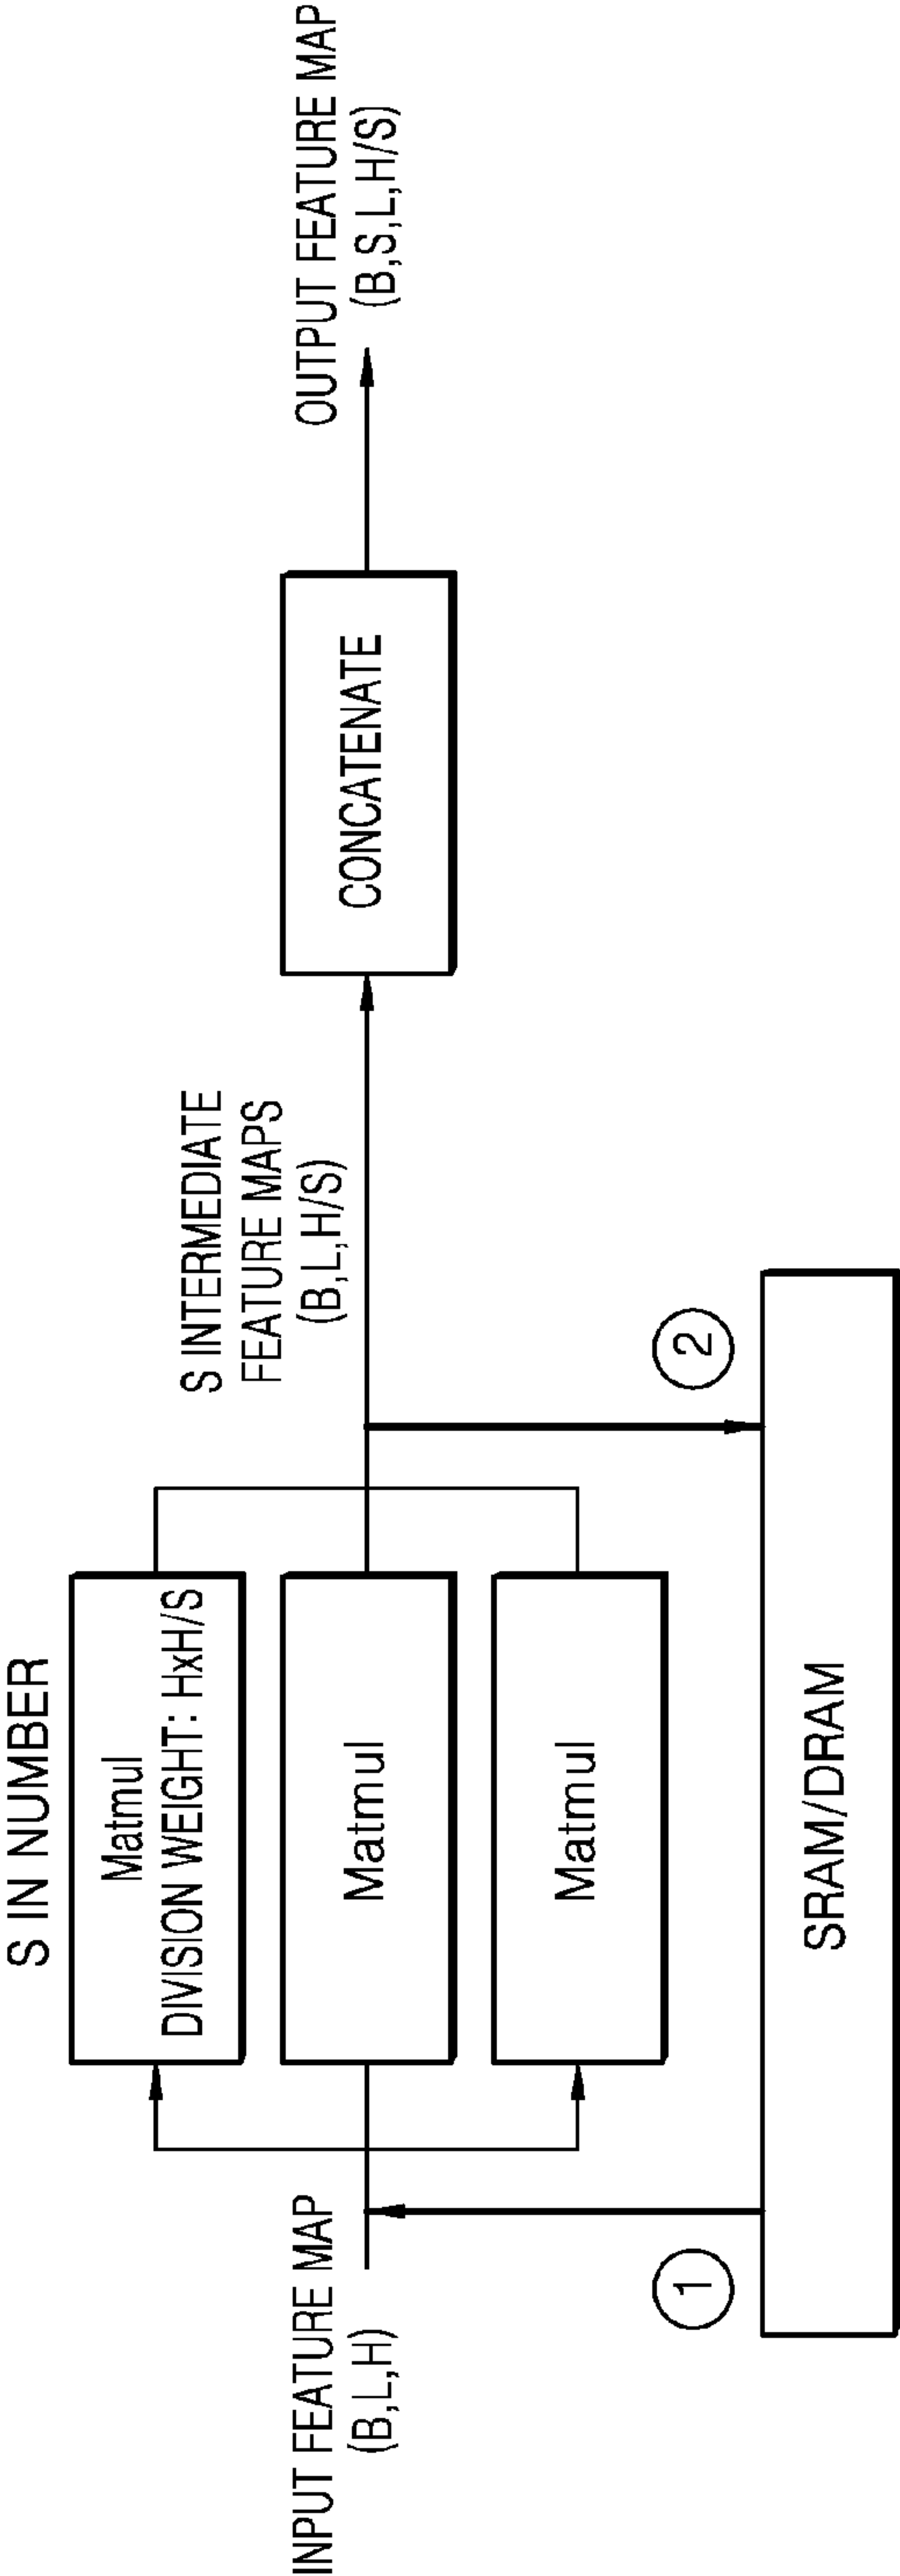 S IN NUMBER
Matmul
DIVISION WEIGHT: HxH/S
Matmul
Matmul
INPUT FEATURE MAP
(B,L,H)
S INTERMEDIATE
FEATURE MAPS
(B,L,H/S)
CONCATENATE
OUTPUT FEATURE MAP
(B,S,L,H/S)
1
2
SRAM/DRAM